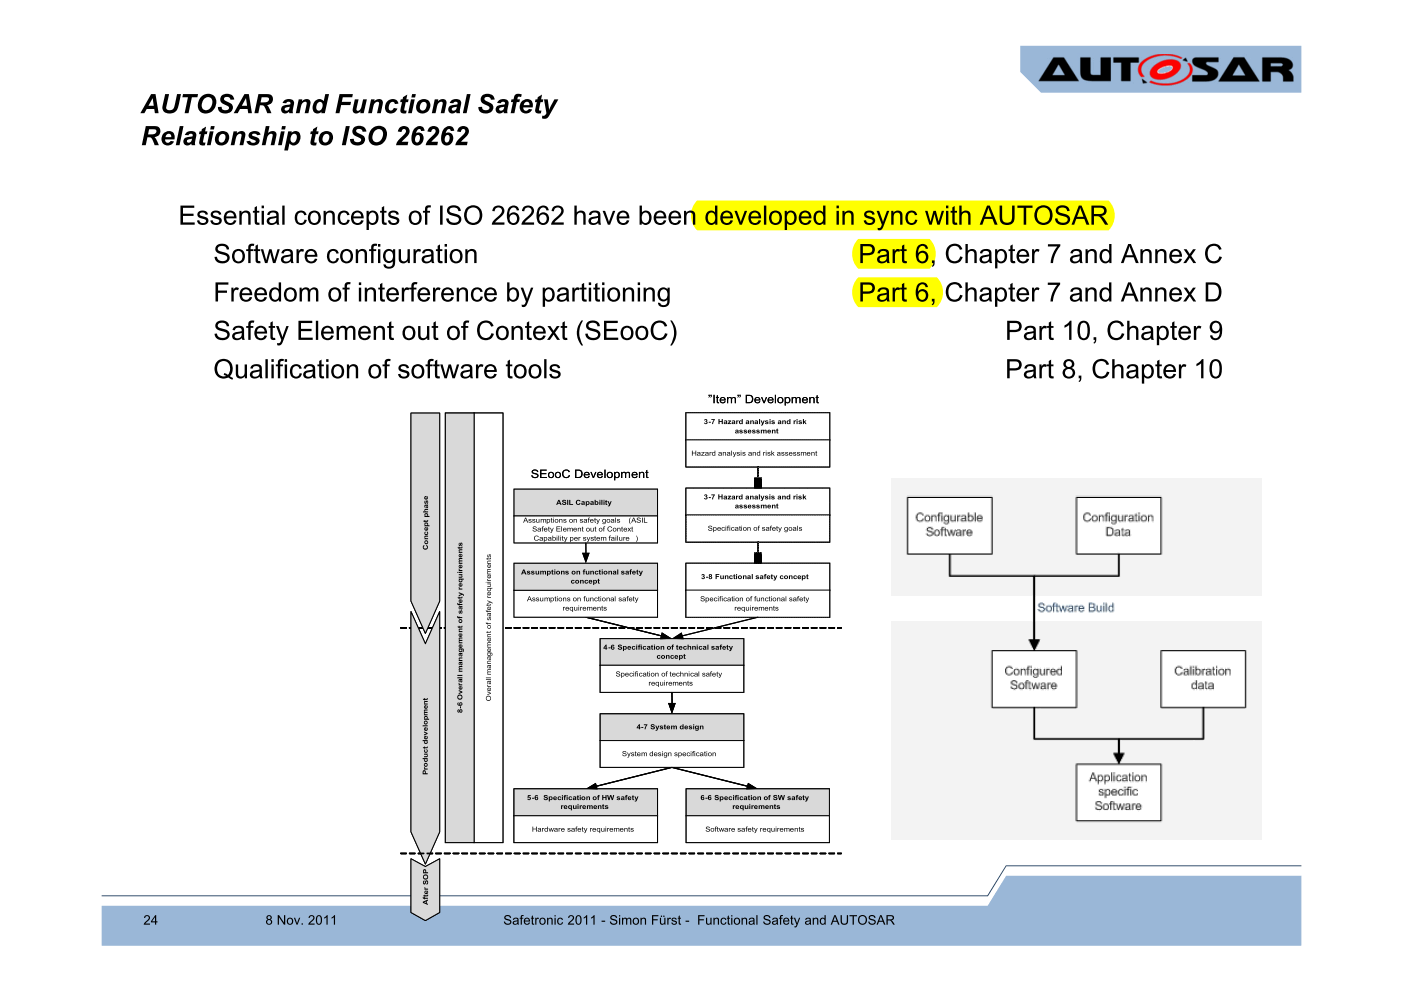 AUTOSAR
AUTOSAR and Functional Safety
Relationship to ISO 26262
Essential concepts of ISO 26262 have been developed in sync with AUTOSAR
Software configuration Part 6, Chapter 7 and Annex C
Freedom of interference by partitioning Part 6, Chapter 7 and Annex D
Safety Element out of Context (SEooC) Part 10, Chapter 9
Qualification of software tools Part 8, Chapter 10
Concept phase
Product development
After SOP
8-6 Overall management of safety requirements
Overall management of safety requirements
SEooC Development
ASIL Capability
Assumptions on safety goals (ASIL
Safety Element out of Context
Capability per system failure )
Assumptions on functional safety
concept
Assumptions on functional safety
requirements
"Item" Development
3-7 Hazard analysis and risk
assessment
Hazard analysis and risk assessment
3-7 Hazard analysis and risk
assessment
Specification of safety goals
3-8 Functional safety concept
Specification of functional safety
requirements
4-6 Specification of technical safety
concept
Specification of technical safety
requirements
4-7 System design
System design specification
5-6 Specification of HW safety
requirements
Hardware safety requirements
6-6 Specification of SW safety
requirements
Software safety requirements
Configurable
Software
Configuration
Data
Software Build
Configured
Software
Calibration
data
Application
specific
Software
24 8 Nov. 2011 Safetronic 2011 - Simon Fürst - Functional Safety and AUTOSAR